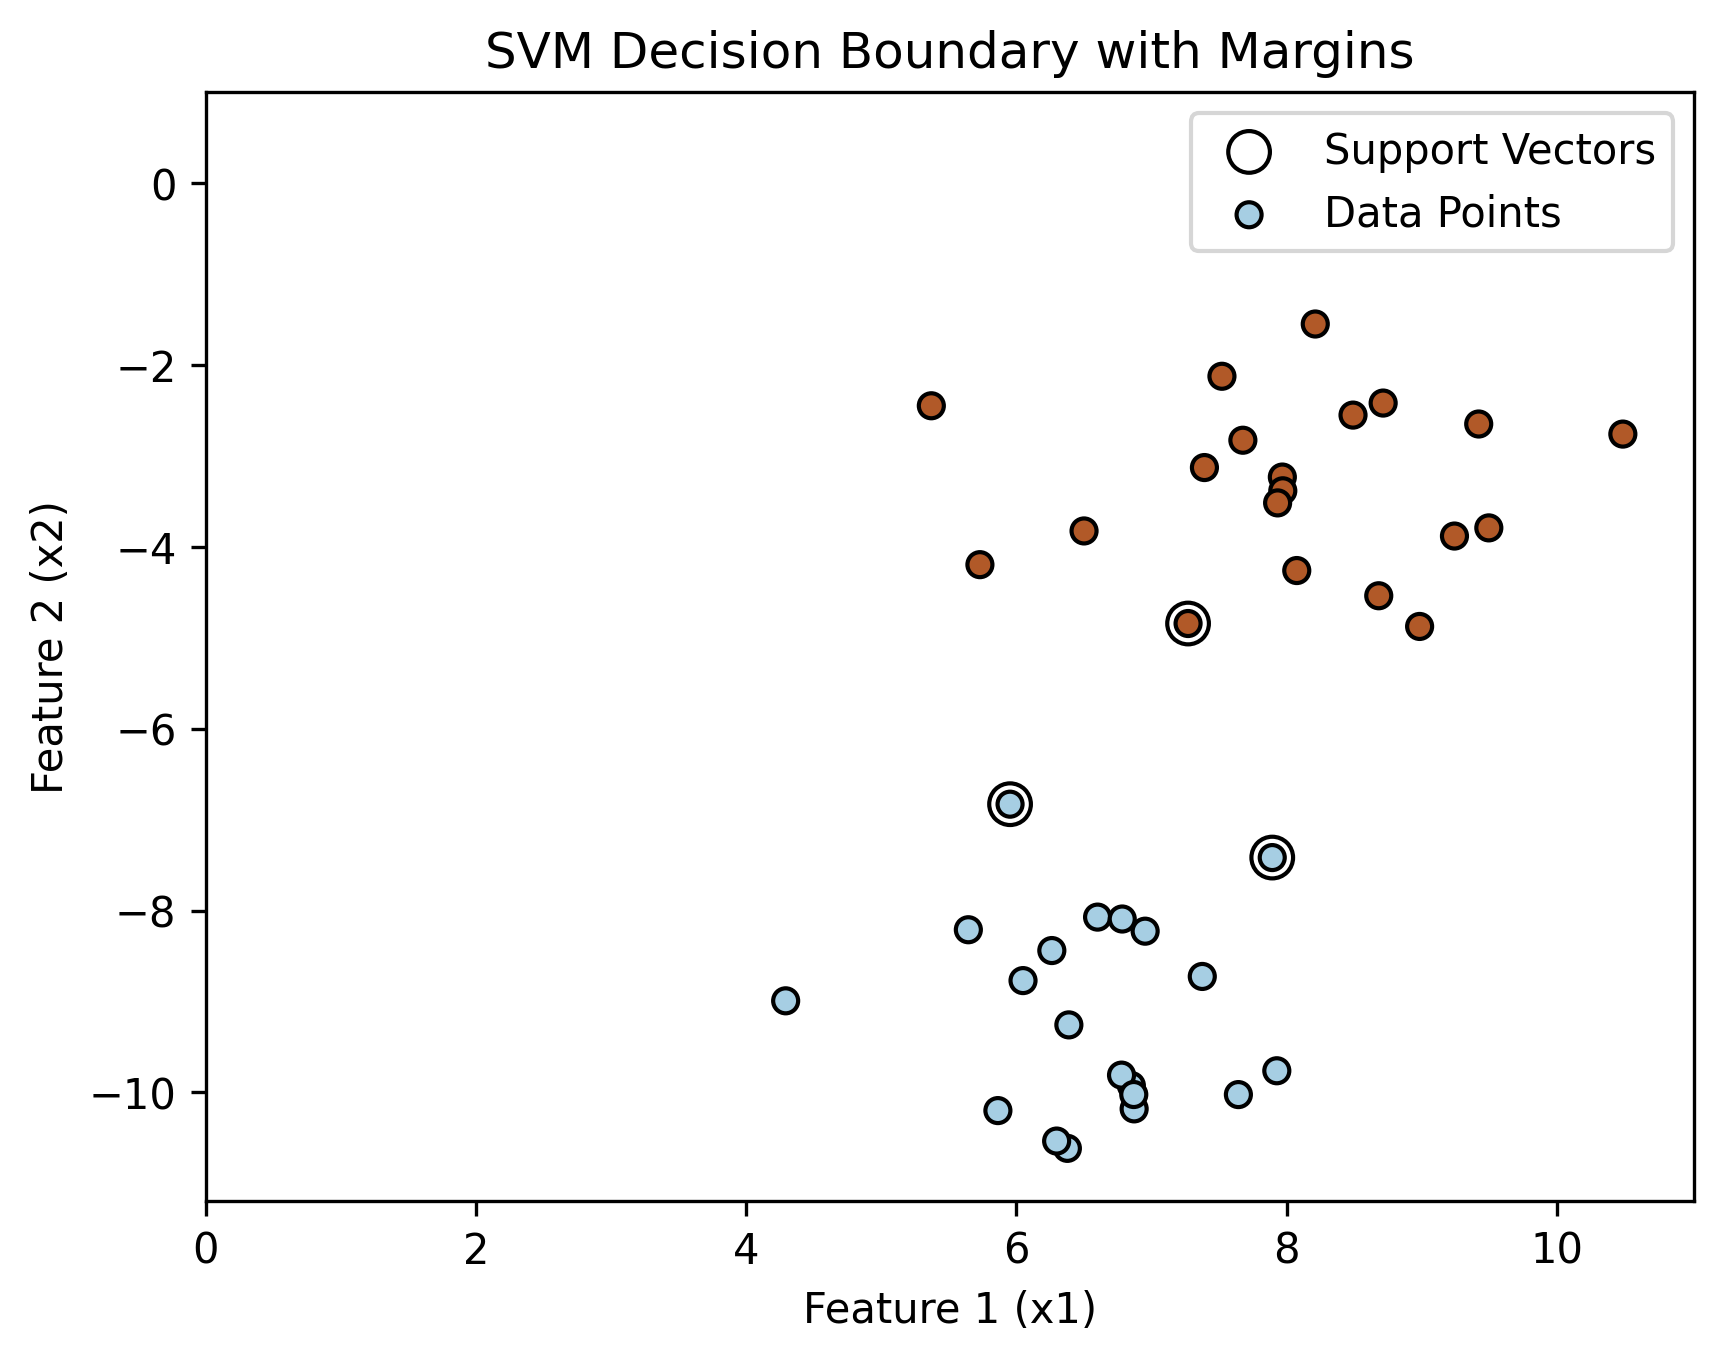 SVM Decision Boundary with Margins
Support Vectors
Data Points
0
−2
−4
−6
−8
−10
Feature 2 (x2)
0 2 4 6 8 10
Feature 1 (x1)